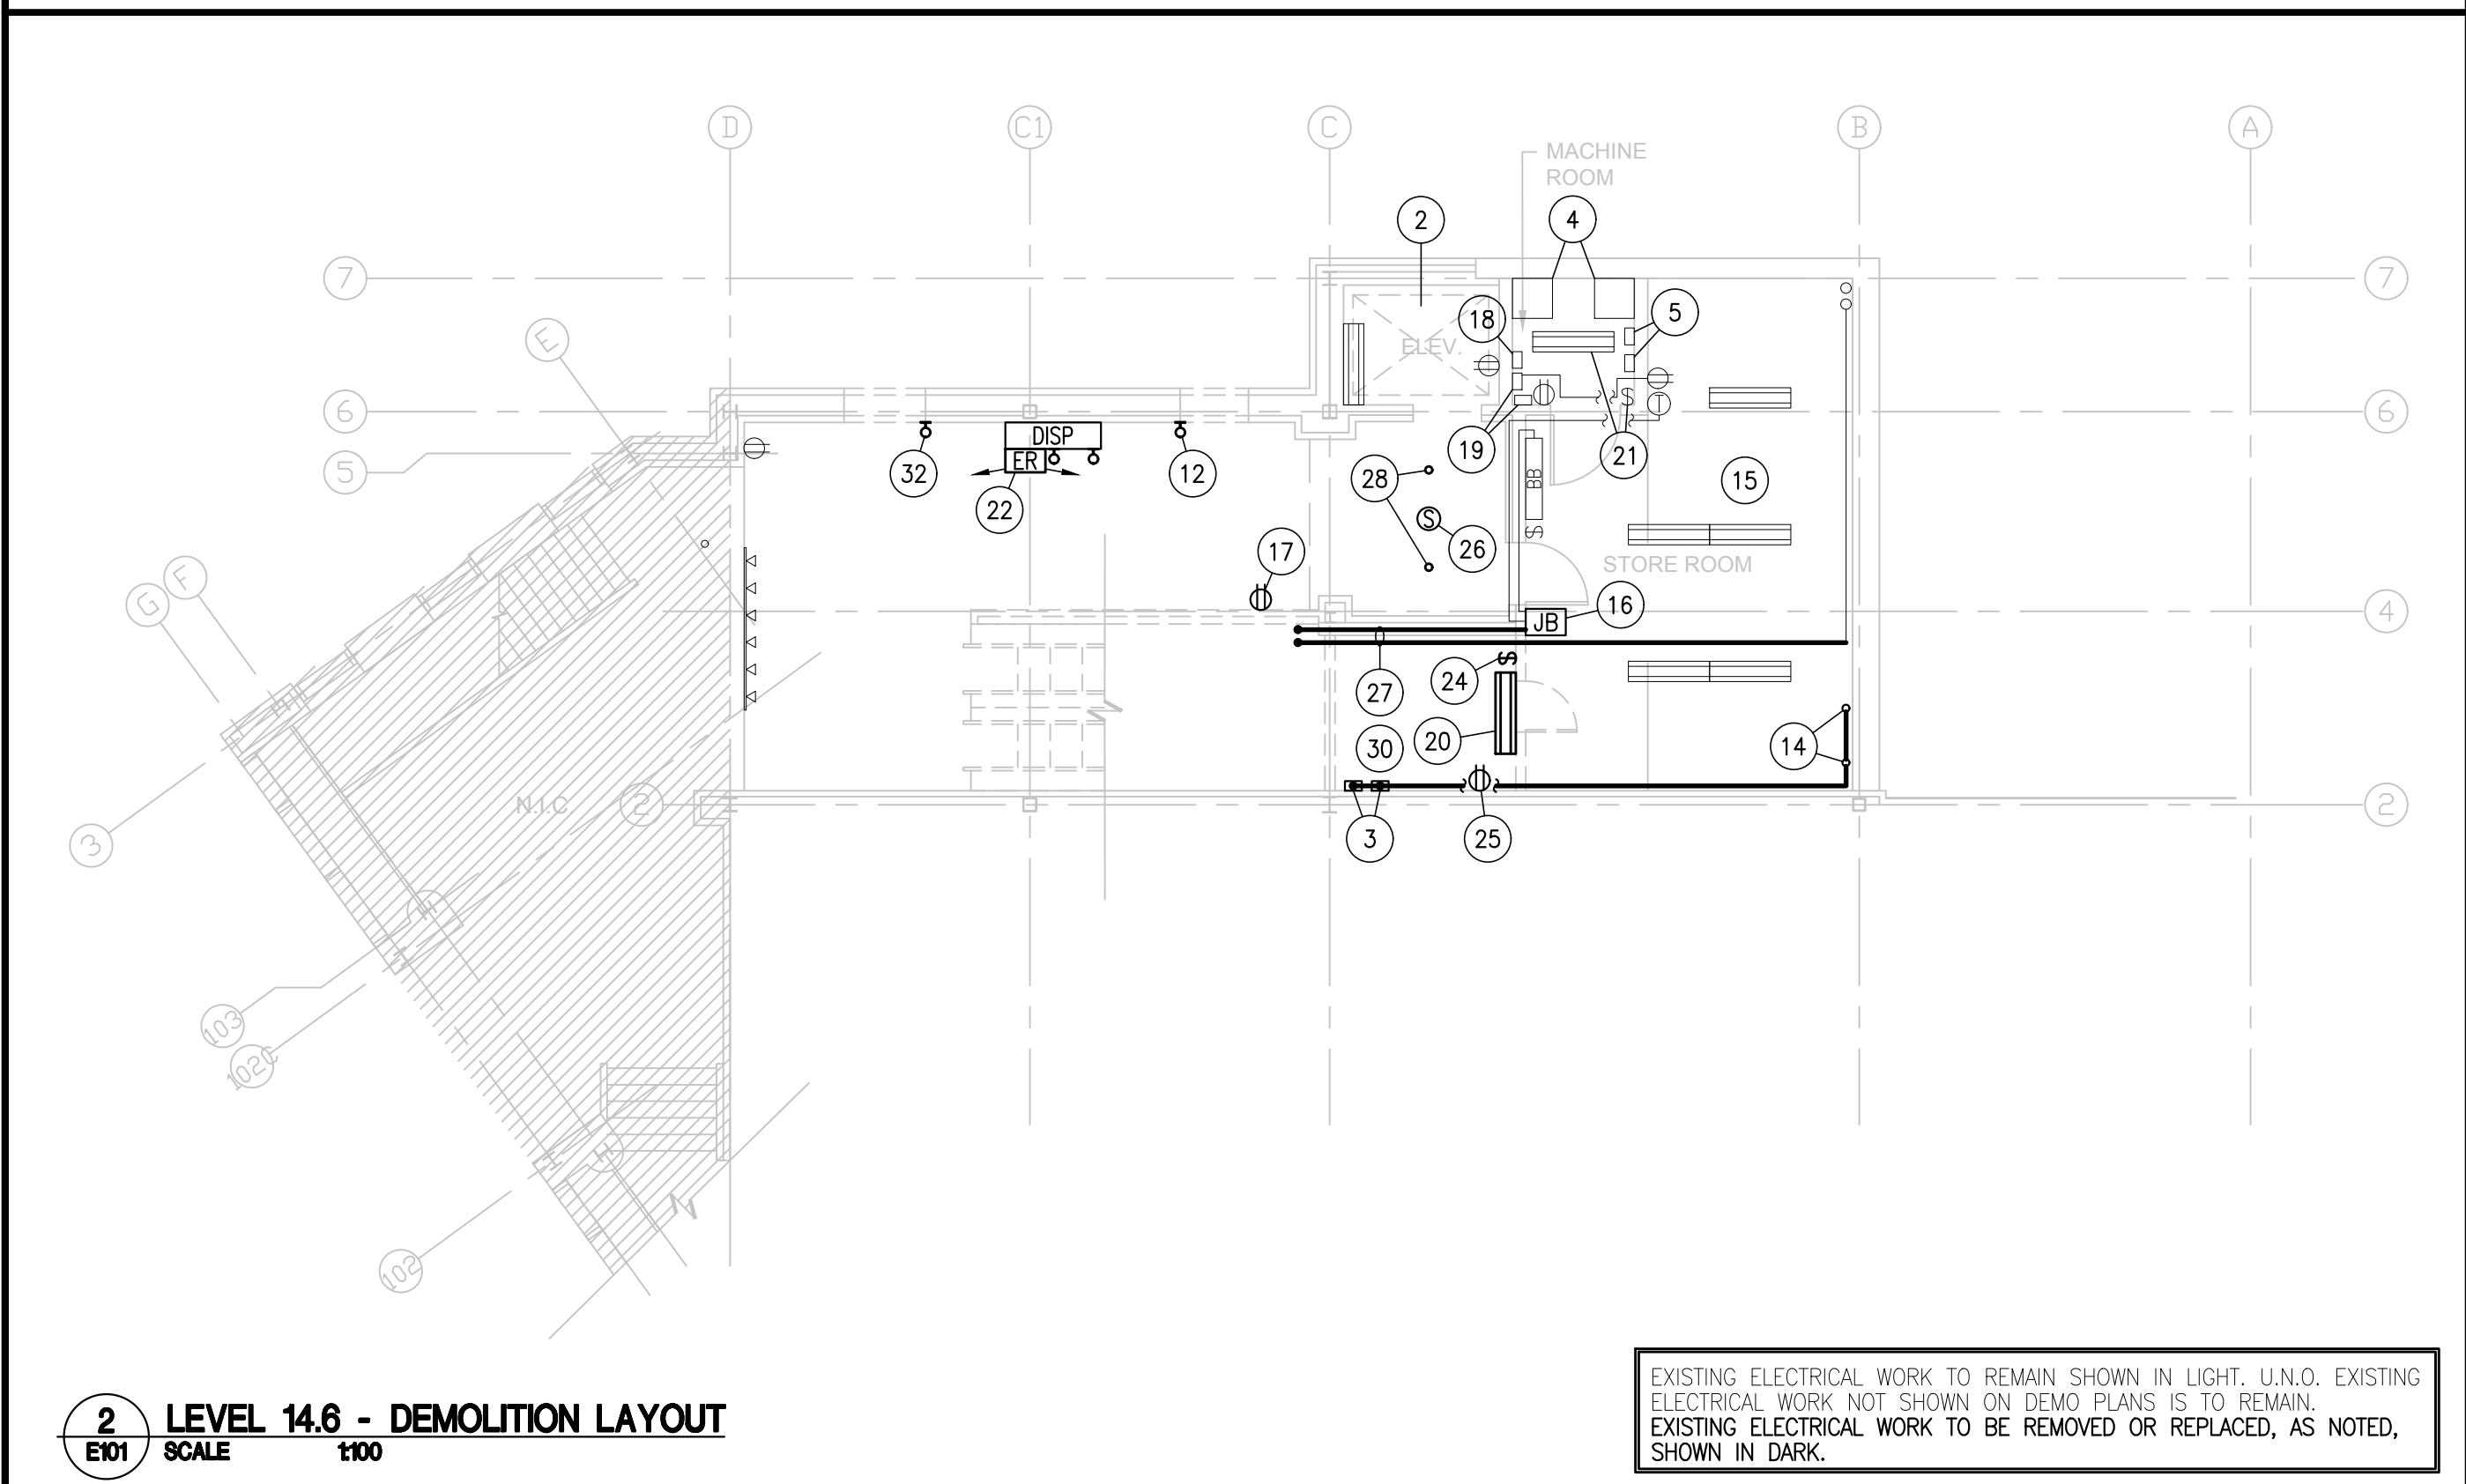 D
C1
C
B
A
MACHINE
ROOM
2
4
7
7
E
18
5
ELEV.
6
S
T
6
DISP
ER
5
32
12
19
21
28
BB
15
22
S
S
26
17
STORE ROOM
F
G
JB
16
4
S
24
27
20
30
14
N.I.C
2
2
3
3
25
103
102C
102
2
E101
LEVEL 14.6 - DEMOLITION LAYOUT
SCALE 1:100
EXISTING ELECTRICAL WORK TO REMAIN SHOWN IN LIGHT. U.N.O. EXISTING
ELECTRICAL WORK NOT SHOWN ON DEMO PLANS IS TO REMAIN.
EXISTING ELECTRICAL WORK TO BE REMOVED OR REPLACED, AS NOTED,
SHOWN IN DARK.